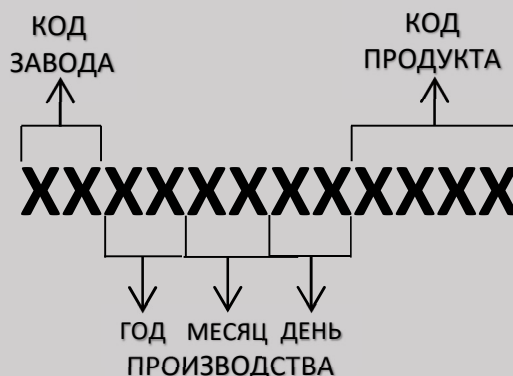 КОД
ЗАВОДА
КОД
ПРОДУКТА
XXXXXXXXXXXX
ГОД МЕСЯЦ ДЕНЬ
ПРОИЗВОДСТВА